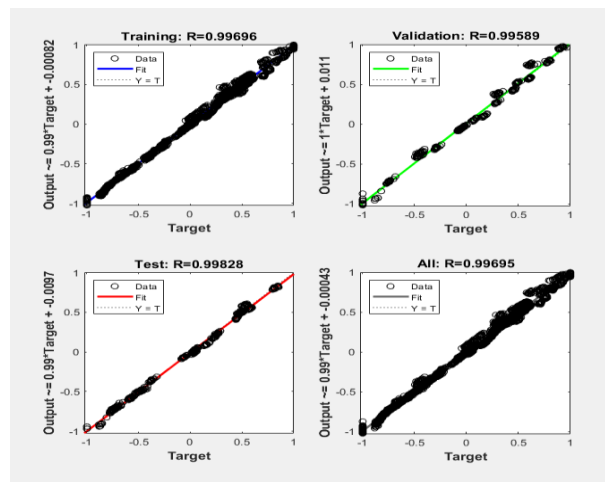 Training: R=0.99696
Output ~= 0.99*Target + -0.00082
1
0.5
0
-0.5
-1
Data
Fit
Y = T
-1 -0.5 0 0.5 1
Target
Validation: R=0.99589
Output ~= 1*Target + 0.011
1
0.5
0
-0.5
-1
Data
Fit
Y = T
-1 -0.5 0 0.5 1
Target
Test: R=0.99828
Output ~= 0.99*Target + -0.0097
1
0.5
0
-0.5
-1
Data
Fit
Y = T
-1 -0.5 0 0.5 1
Target
All: R=0.99695
Output ~= 0.99*Target + -0.00043
1
0.5
0
-0.5
-1
Data
Fit
Y = T
-1 -0.5 0 0.5 1
Target